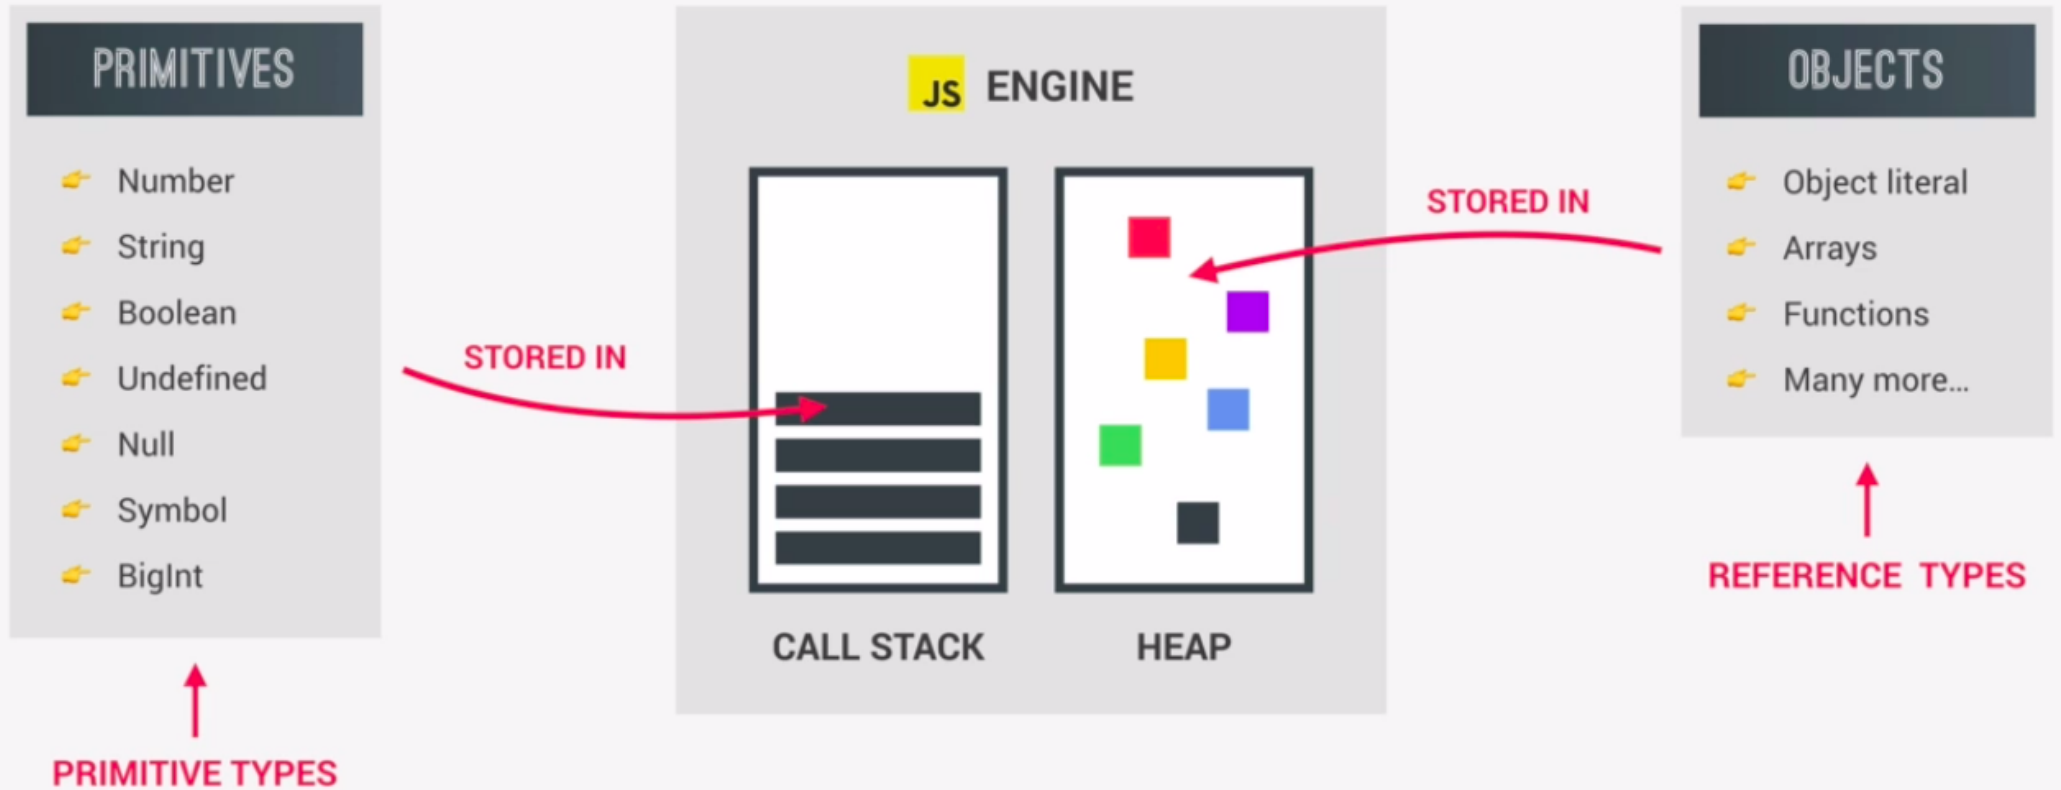 PRIMITIVES
Number
String
Boolean
Undefined
Null
Symbol
BigInt
PRIMITIVE TYPES
STORED IN
JS ENGINE
CALL STACK
HEAP
STORED IN
OBJECTS
Object literal
Arrays
Functions
Many more...
REFERENCE TYPES